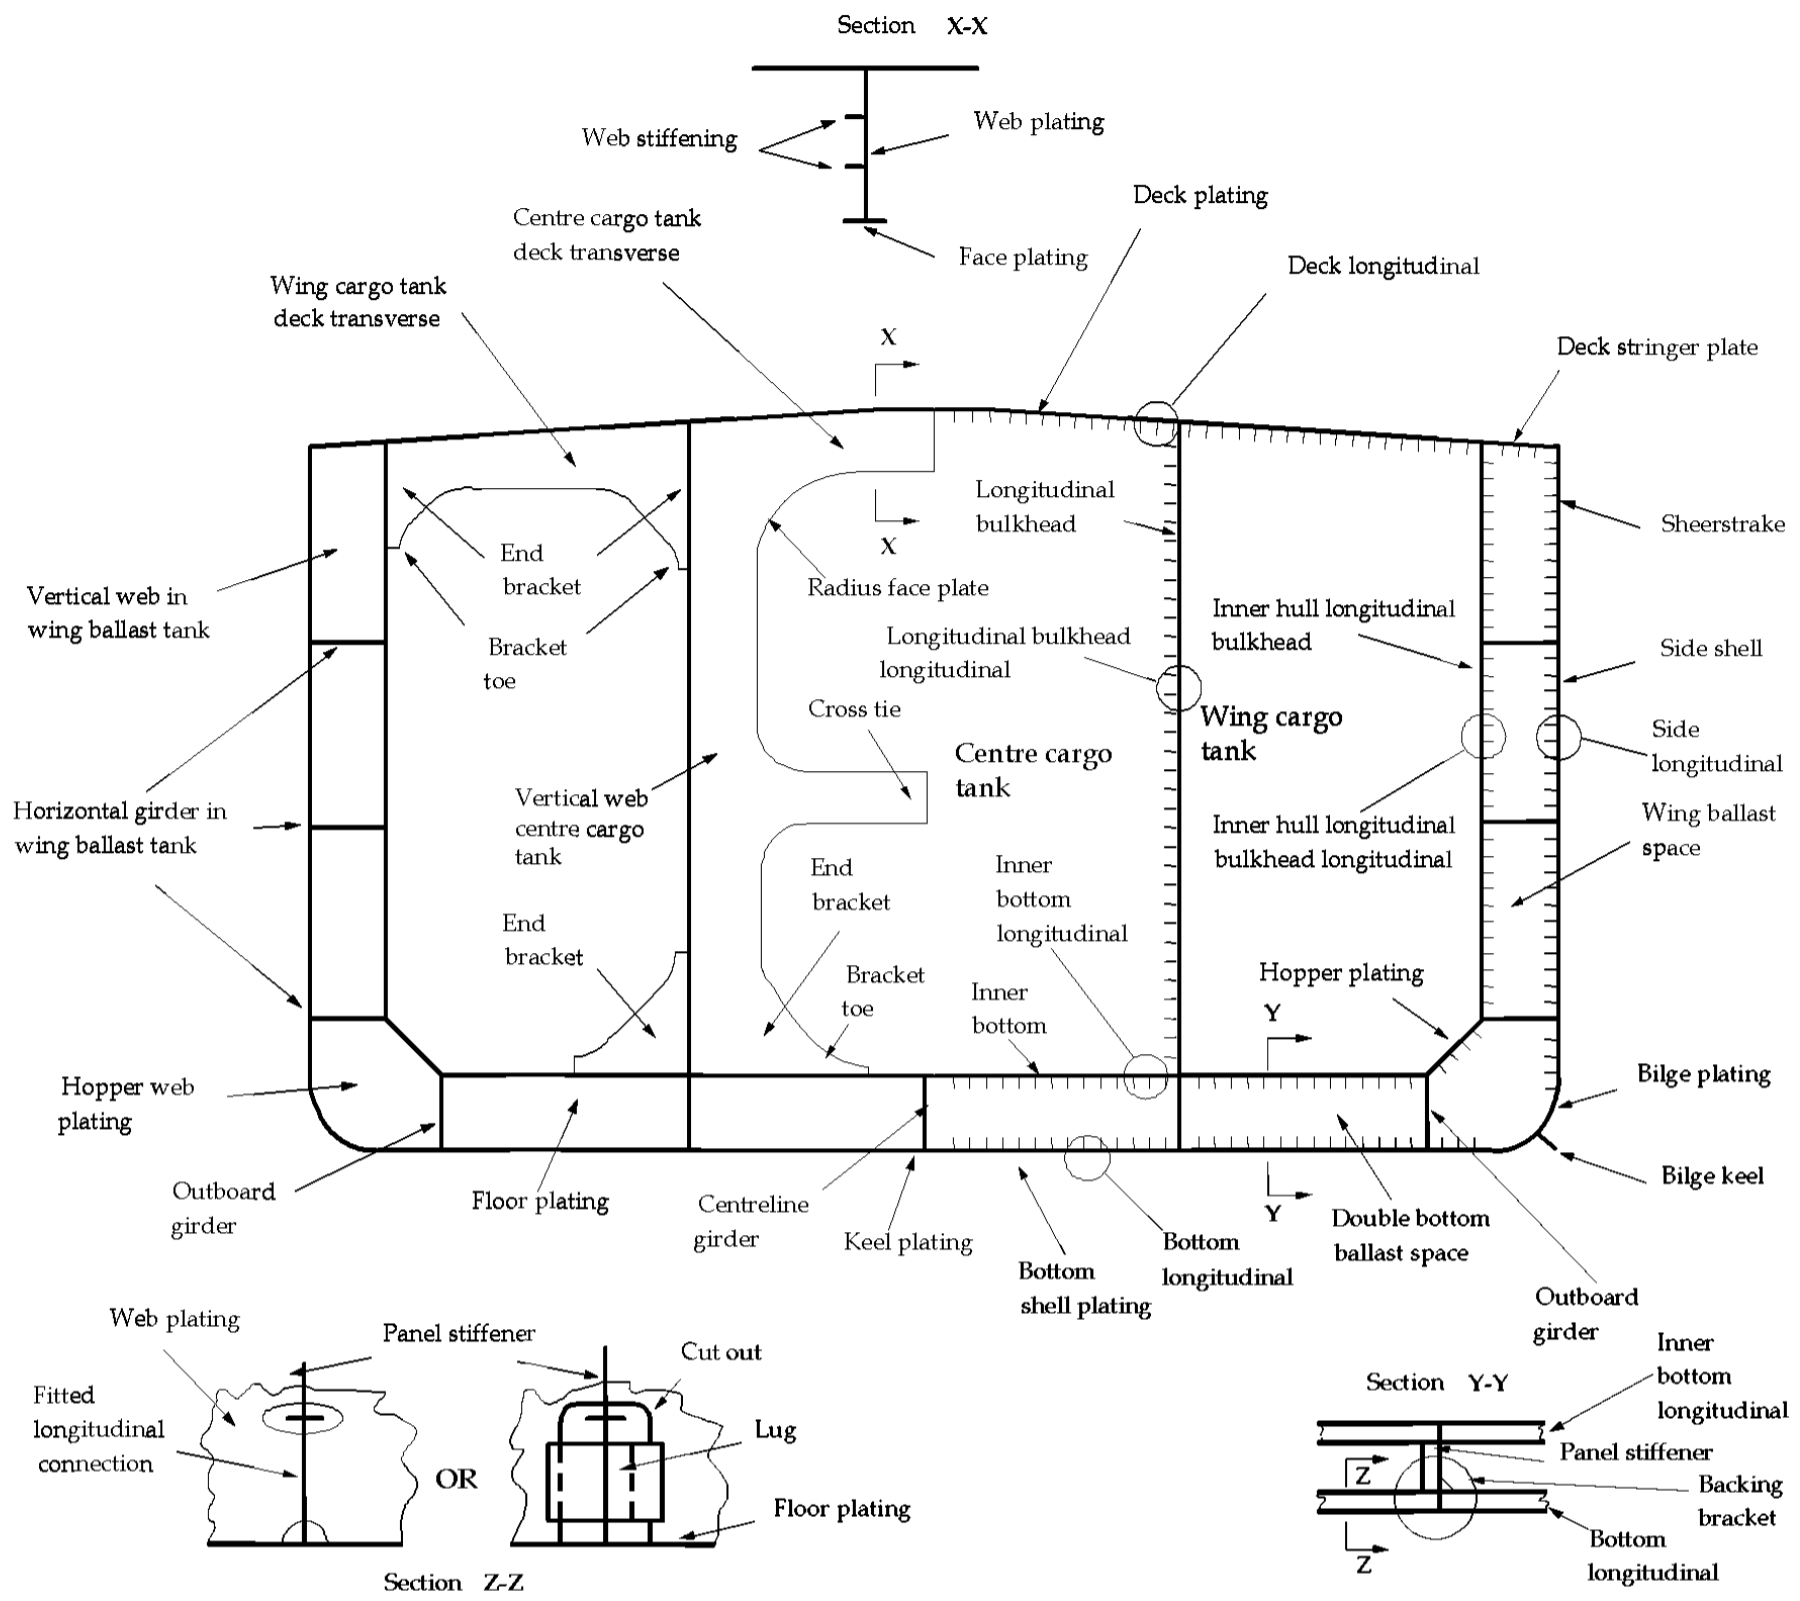 Section X-X
Web stiffening
Web plating
Face plating
Deck plating
Centre cargo tank
deck transverse
Wing cargo tank
deck transverse
Deck longitudinal
Deck stringer plate
X
X
Longitudinal
bulkhead
Sheerstrake
End
bracket
Radius face plate
Vertical web in
wing ballast tank
Bracket
toe
Longitudinal bulkhead
longitudinal
Inner hull longitudinal
bulkhead
Side shell
Cross tie
Wing cargo
tank
Side
longitudinal
Centre cargo
tank
Horizontal girder in
wing ballast tank
Vertical web
centre cargo
tank
Inner hull longitudinal
bulkhead longitudinal
Wing ballast
space
End
bracket
Inner
bottom
longitudinal
End
bracket
Bracket
toe
Inner
bottom
Hopper plating
Y
Hopper web
plating
Bilge plating
Outboard
girder
Floor plating
Centreline
girder
Keel plating
Bottom
shell plating
Bottom
longitudinal
Y
Double bottom
ballast space
Bilge keel
Outboard
girder
Web plating
Panel stiffener
Cut out
Fitted
longitudinal
connection
OR
Lug
Floor plating
Section Z-Z
Section Y-Y
Inner
bottom
longitudinal
Panel stiffener
Z
Backing
bracket
Z
Bottom
longitudinal